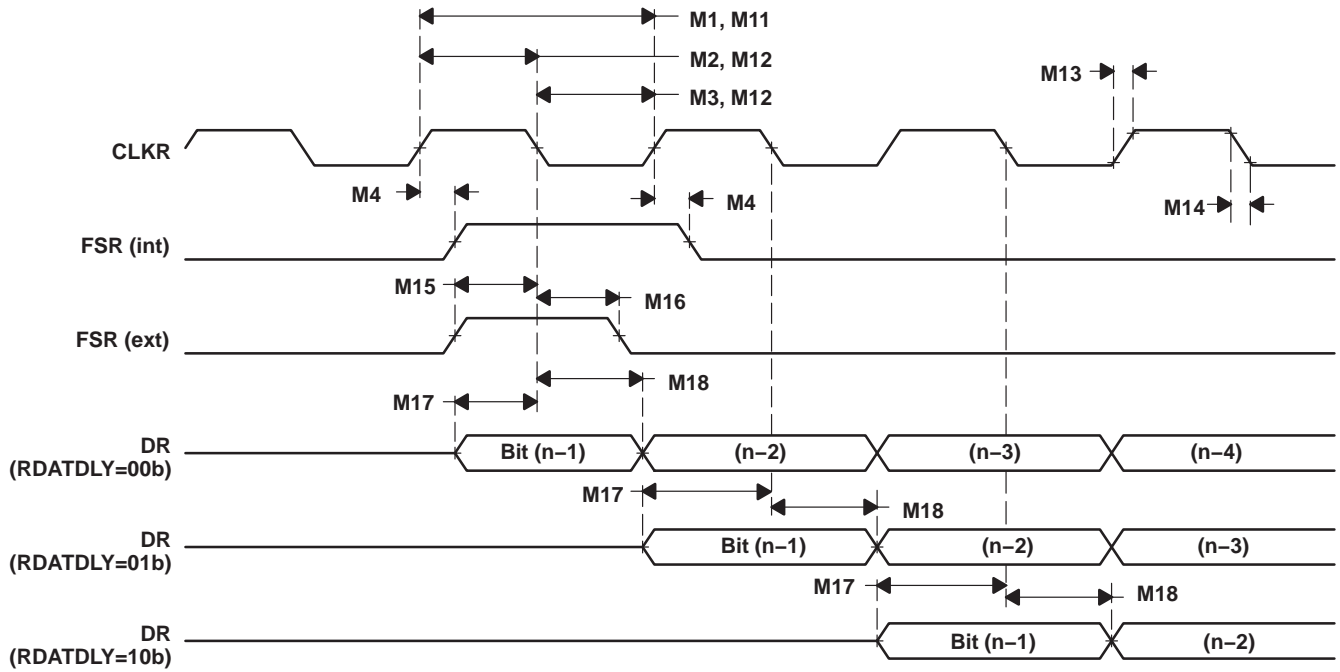 M1, M11
M2, M12
M3, M12
M13
CLKR
M4
M4
M14
FSR (int)
M15
M16
FSR (ext)
M18
M17
DR
(RDATDLY=00b)
Bit (n−1)
(n−2)
(n−3)
(n−4)
M17
M18
DR
(RDATDLY=01b)
Bit (n−1)
(n−2)
(n−3)
M17
M18
DR
(RDATDLY=10b)
Bit (n−1)
(n−2)